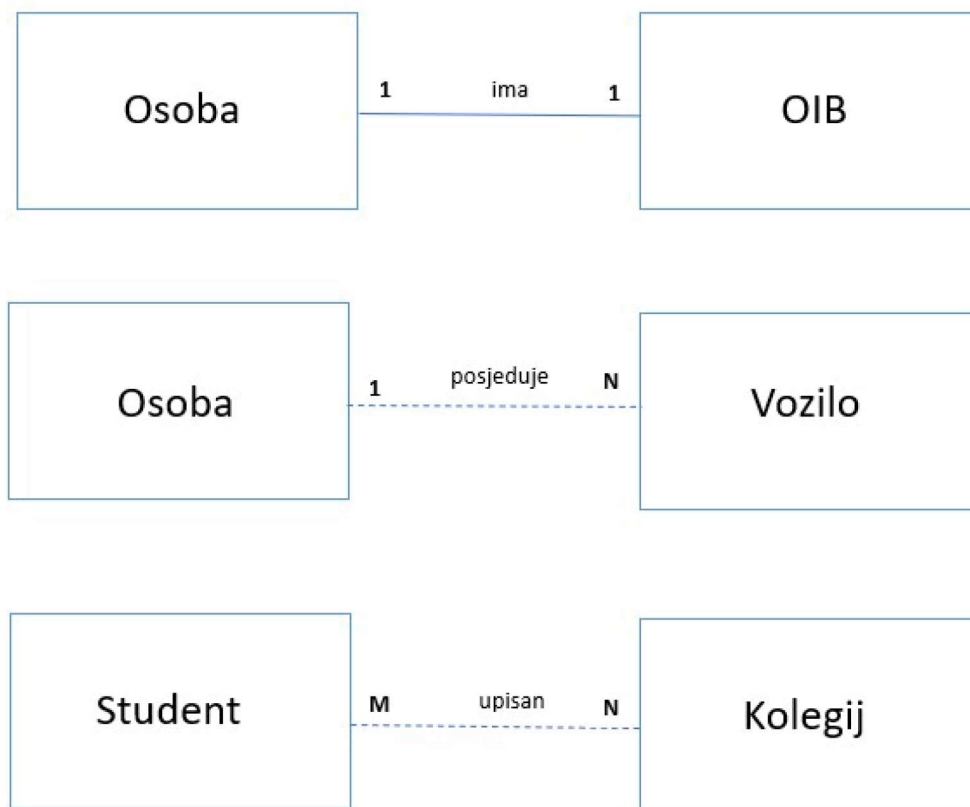 Osoba
1 ima 1
OIB
Osoba
1 posjeduje N
Vozilo
Student
M upisan N
Kolegij